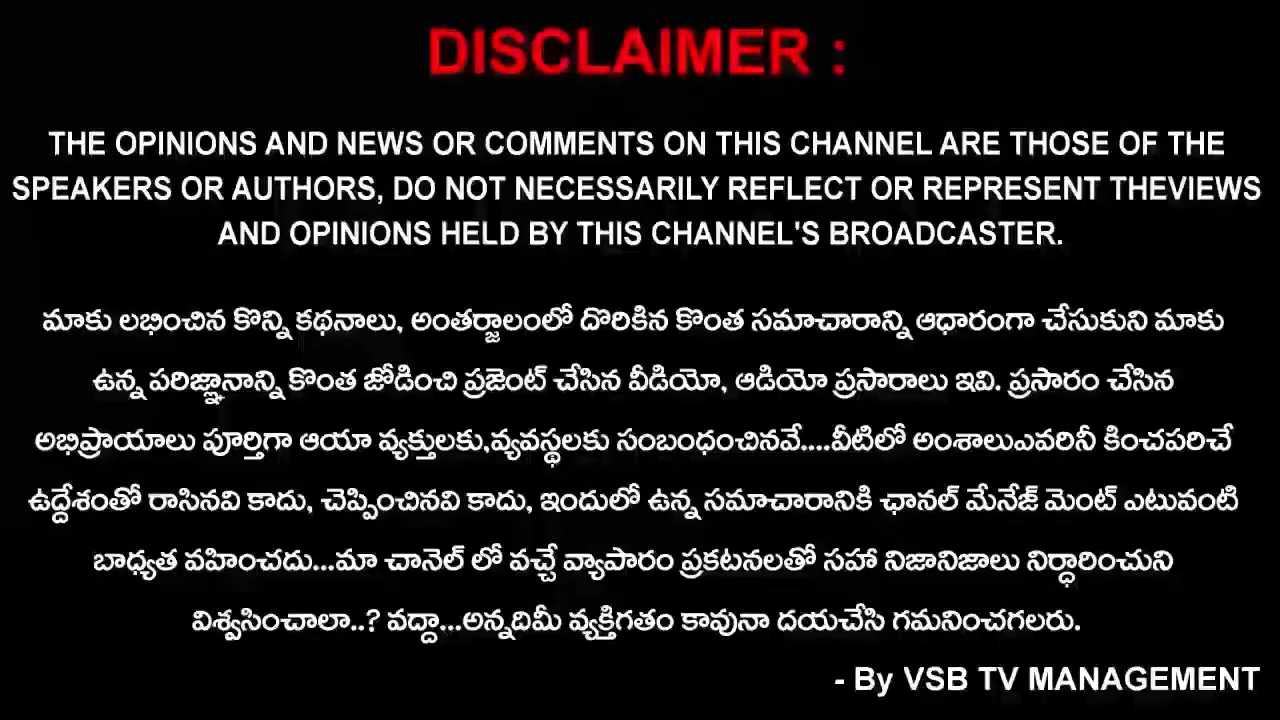 DISCLAIMER :
THE OPINIONS AND NEWS OR COMMENTS ON THIS CHANNEL ARE THOSE OF THE
SPEAKERS OR AUTHORS, DO NOT NECESSARILY REFLECT OR REPRESENT THEVIEWS
AND OPINIONS HELD BY THIS CHANNEL'S BROADCASTER.
మాకు లభించిన కొన్ని కథనాలు, అంతర్జాలంలో దొరికిన కొంత సమాచారాన్ని ఆధారంగా చేసుకుని మాకు
ఉన్న పరిజ్ఞానాన్ని కొంత జోడించి ప్రజెంట్ చేసిన వీడియో, ఆడియో ప్రసారాలు ఇవి. ప్రసారం చేసిన
అభిప్రాయాలు పూర్తిగా ఆయా వ్యక్తులకు,వ్యవస్థలకు సంబంధంచినవే....వీటిలో అంశాలుఎవరినీ కించపరిచే
ఉద్దేశంతో రాసినవి కాదు, చెప్పించినవి కాదు, ఇందులో ఉన్న సమాచారానికి ఛానల్ మేనేజ్ మెంట్ ఎటువంటి
బాధ్యత వహించదు...మా చానెల్ లో వచ్చే వ్యాపారం ప్రకటనలతో సహా నిజానిజాలు నిర్ధారించుని
విశ్వసించాలా..? వద్దా...అన్నదిమీ వ్యక్తిగతం కావునా దయచేసి గమనించగలరు.
- By VSB TV MANAGEMENT